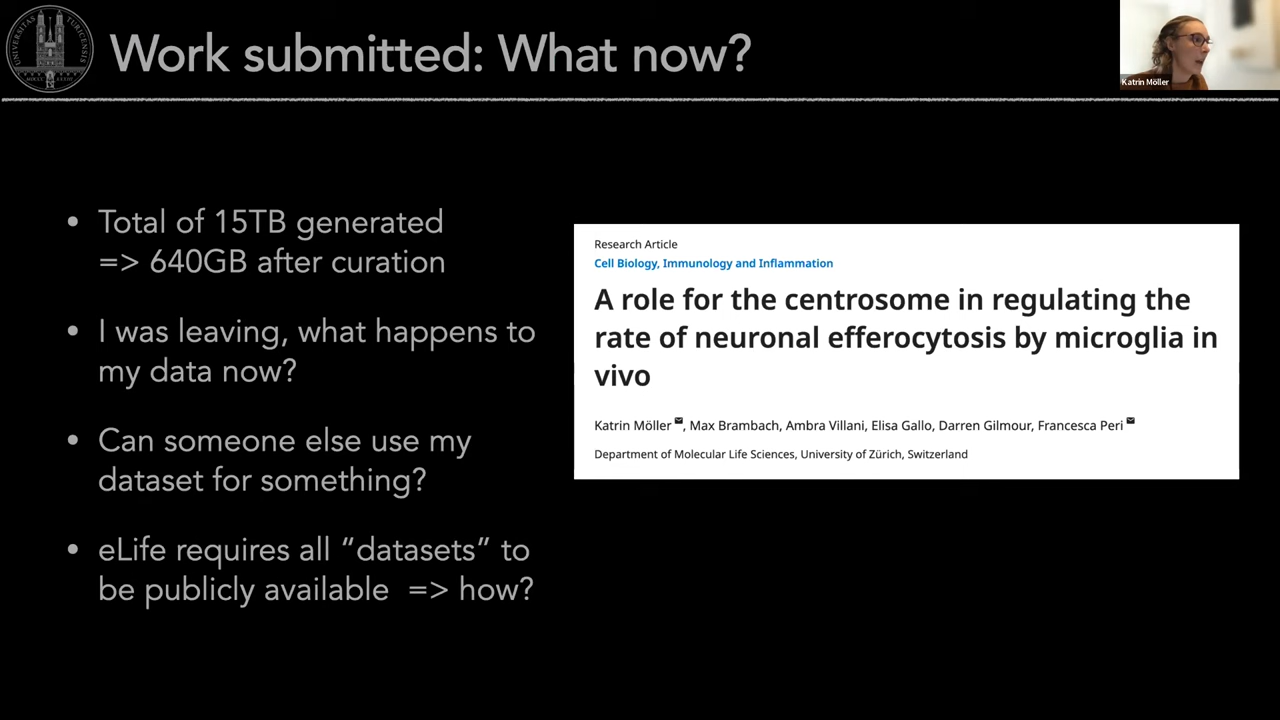 UNIVERSITAS TURICENSIS
Work submitted: What now?
Katrin Möller
• Total of 15TB generated
=> 640GB after curation
• I was leaving, what happens to
my data now?
• Can someone else use my
dataset for something?
• eLife requires all “datasets” to
be publicly available => how?
Research Article
Cell Biology, Immunology and Inflammation
A role for the centrosome in regulating the
rate of neuronal efferocytosis by microglia in
vivo
Katrin Möller, Max Brambach, Ambra Villani, Elisa Gallo, Darren Gilmour, Francesca Peri
Department of Molecular Life Sciences, University of Zürich, Switzerland